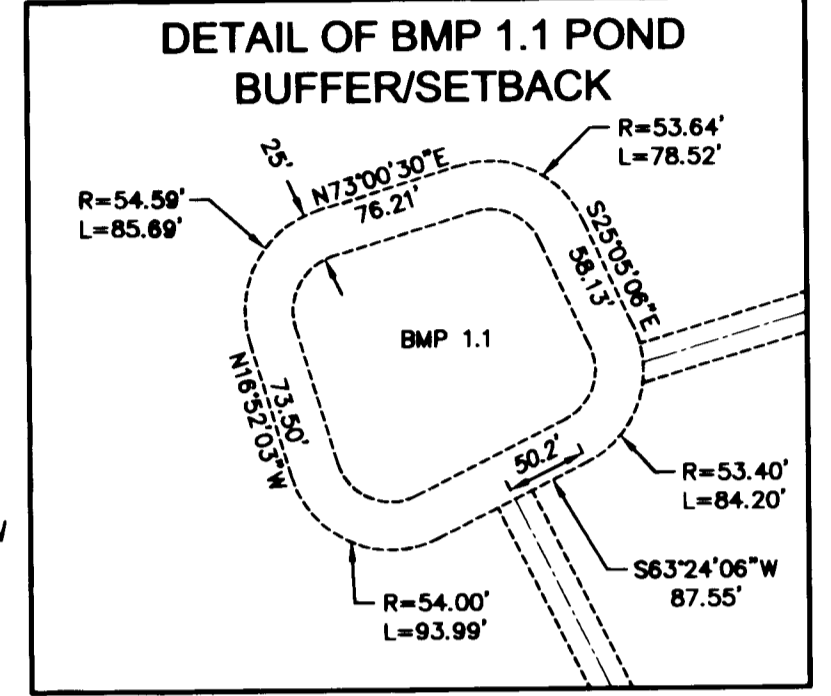 DETAIL OF BMP 1.1 POND
BUFFER/SETBACK
R=53.64'
L=78.52'
25'
N73°00'30"E
76.21'
R=54.59'
L=85.69'
S25°05'06"E
58.13'
BMP 1.1
N16°52'03"W
73.50'
50.2'
R=53.40'
L=84.20'
S63°24'06"W
87.55'
R=54.00'
L=93.99'